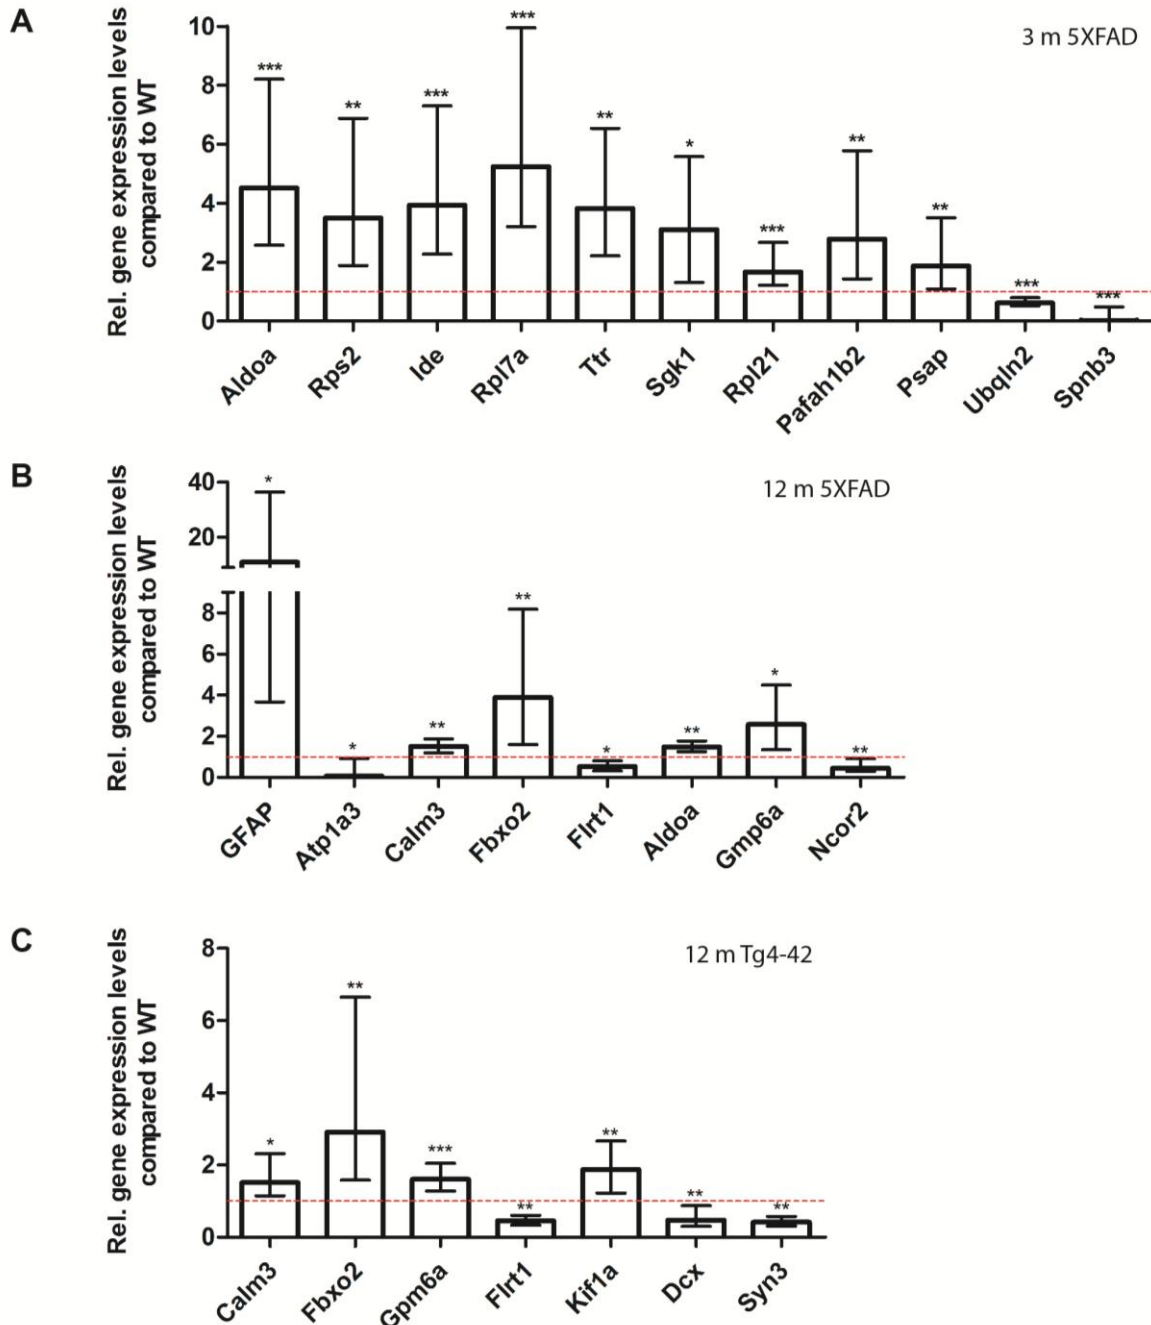 A
3 m 5XFAD
Rel. gene expression levels
compared to WT
10
8
6
4
2
0
*** ** *** *** ** * *** ** ** *** ***
Aldoa Rps2 Ide Rpl7a Ttr Sgk1 Rpl21 Pafah1b2 Psap Ubqln2 Spnb3
B
12 m 5XFAD
Rel. gene expression levels
compared to WT
40
20
8
6
4
2
0
* * ** ** * ** * **
GFAP Atp1a3 Calm3 Fbxo2 Flrt1 Aldoa Gmp6a Ncor2
C
12 m Tg4-42
Rel. gene expression levels
compared to WT
8
6
4
2
0
* ** *** ** ** ** **
Calm3 Fbxo2 Gpm6a Flrt1 Kif1a Dcx Syn3